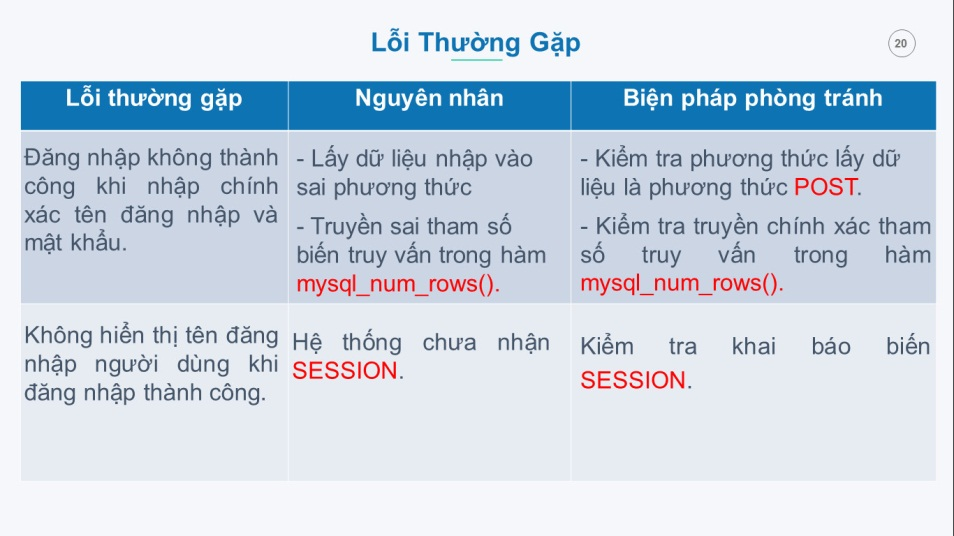 Lỗi Thường Gặp
20
Lỗi thường gặp
Nguyên nhân
Biện pháp phòng tránh
Đăng nhập không thành
công khi nhập chính
xác tên đăng nhập và
mật khẩu.
- Lấy dữ liệu nhập vào
sai phương thức
- Truyền sai tham số
biến truy vấn trong hàm
mysql_num_rows().
- Kiểm tra phương thức lấy dữ
liệu là phương thức POST.
- Kiểm tra truyền chính xác tham
số truy vấn trong hàm
mysql_num_rows().
Không hiển thị tên đăng
nhập người dùng khi
đăng nhập thành công.
Hệ thống chưa nhận
SESSION.
Kiểm tra khai báo biến
SESSION.